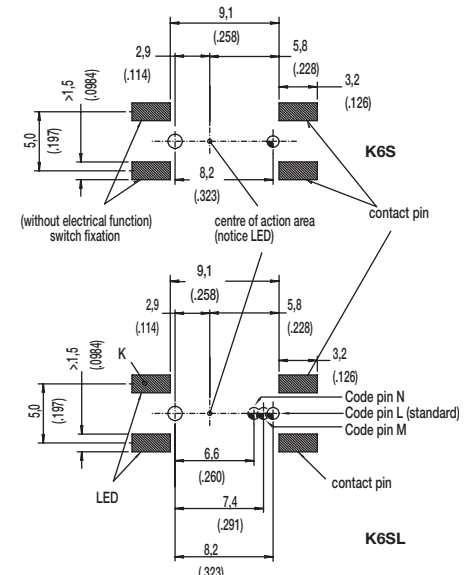 9,1
(.258)
2,9
(.114)
5,8
(.228)
3,2
(.126)
>1,5
(.0984)
5,0
(.197)
8,2
(.323)
K6S
(without electrical function)
switch fixation
centre of action area
(notice LED)
contact pin
9,1
(.258)
2,9
(.114)
5,8
(.228)
3,2
(.126)
K
>1,5
(.0984)
5,0
(.197)
Code pin N
Code pin L (standard)
Code pin M
6,6
(.260)
LED
contact pin
7,4
(.291)
8,2
(.323)
K6SL